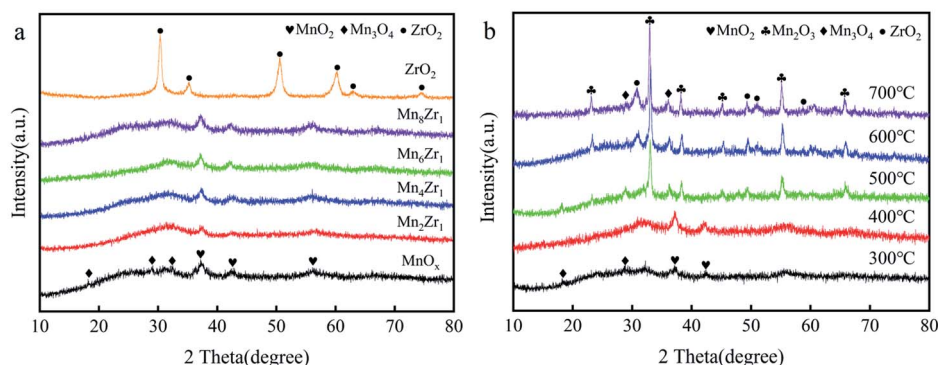 a
♥MnO₂ ♦Mn₃O₄ ●ZrO₂
ZrO₂
Mn₈Zr₁
Mn₆Zr₁
Mn₄Zr₁
Mn₂Zr₁
MnOₓ
Intensity(a.u.)
10 20 30 40 50 60 70 80
2 Theta(degree)
b
♥MnO₂ ♣Mn₂O₃ ♦Mn₃O₄ ●ZrO₂
700℃
600℃
500℃
400℃
300℃
Intensity(a.u.)
10 20 30 40 50 60 70 80
2 Theta(degree)